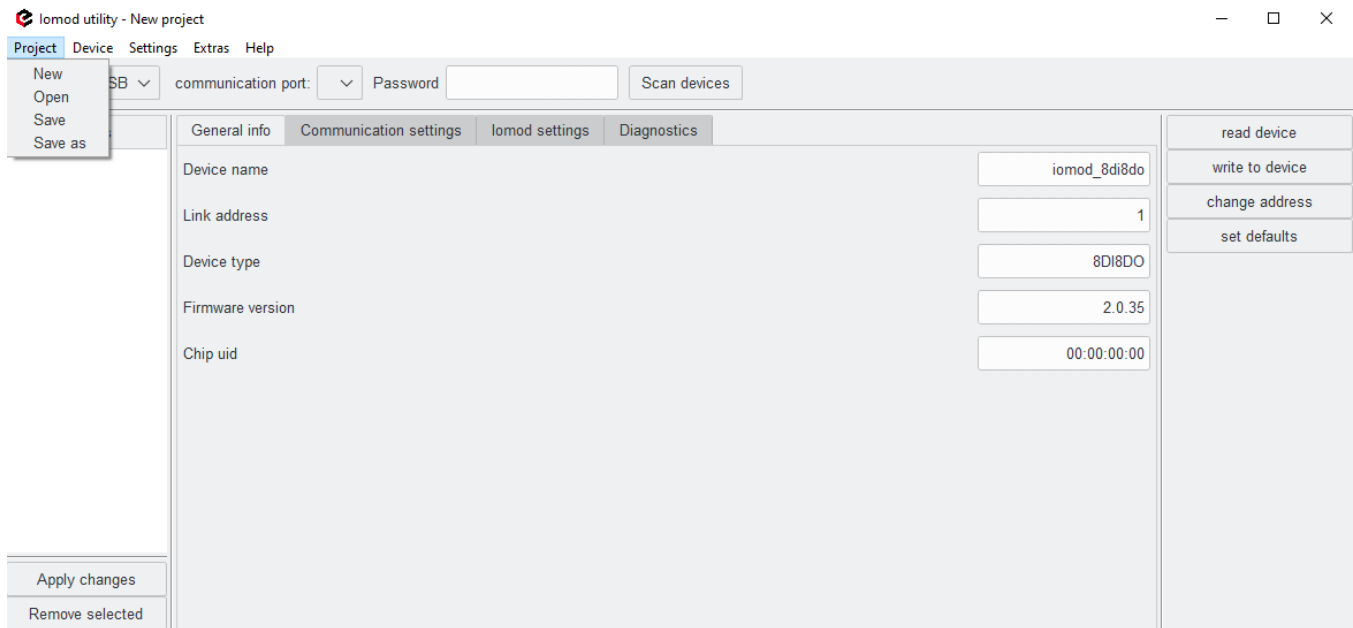 Iomod utility - New project
Project Device Settings Extras Help
New
Open
Save
Save as
SB communication port: Password Scan devices
General info Communication settings Iomod settings Diagnostics
Device name iomod_8di8do
Link address 1
Device type 8DI8DO
Firmware version 2.0.35
Chip uid 00:00:00:00
read device
write to device
change address
set defaults
Apply changes
Remove selected